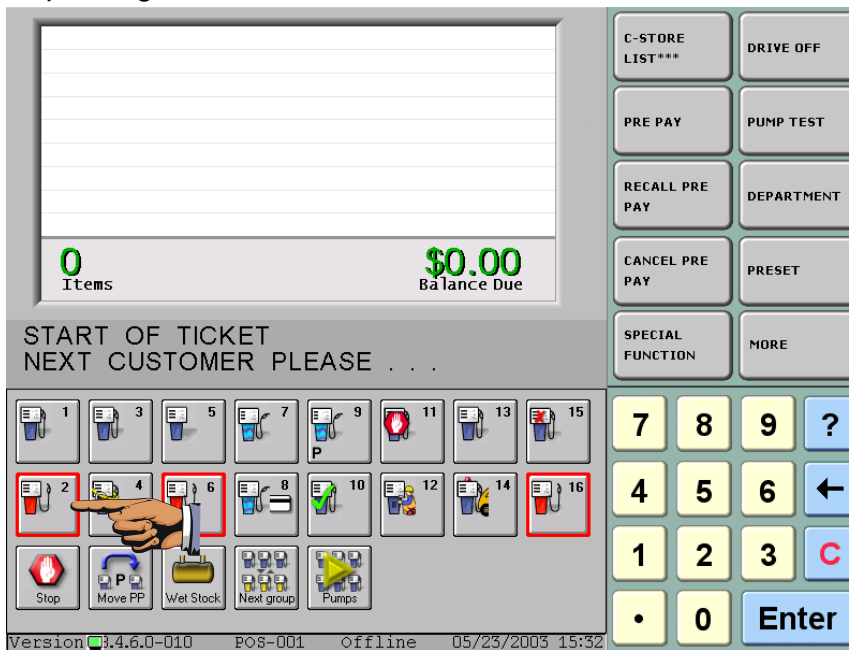 C-STORE
LIST***
DRIVE OFF
PRE PAY
PUMP TEST
RECALL PRE
PAY
DEPARTMENT
CANCEL PRE
PAY
PRESET
SPECIAL
FUNCTION
MORE
0
Items
$0.00
Balance Due
START OF TICKET
NEXT CUSTOMER PLEASE . . .
1 3 5 7 9 11 13 15
P
2 4 6 8 10 12 14 16
P
Stop Move PP Wet Stock Next group Pumps
7 8 9 ?
4 5 6 ←
1 2 3 C
. 0 Enter
3.4.6.0-010 POS-001 Offline 05/23/2003 15:32
Version